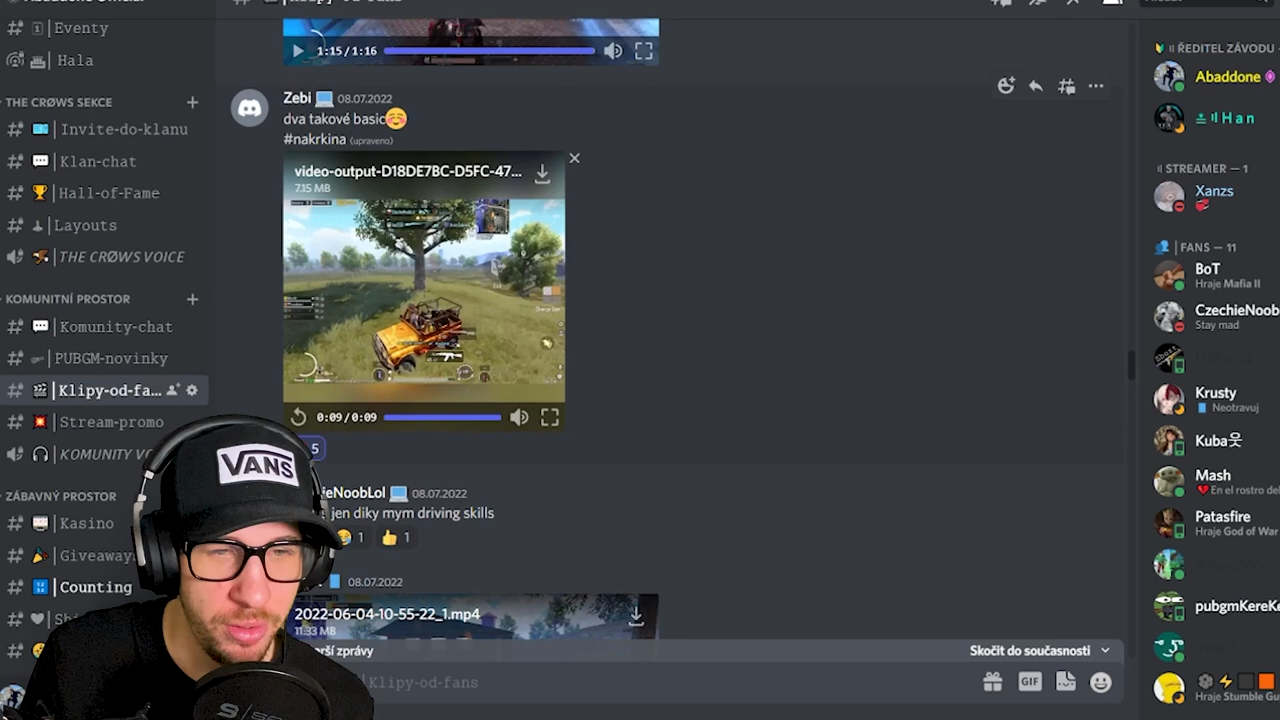 Klipy-od-fans
1:15 / 1:16
Eventy
Hala
THE CRØWS SEKCE
Invite-do-klanu
Klan-chat
Hall-of-Fame
Layouts
THE CRØWS VOICE
KOMUNITNÍ PROSTOR
Komunity-chat
PUBGM-novinky
Klipy-od-fa...
Stream-promo
KOMUNITY VO
ZÁBAVNÝ PROSTOR
Kasino
Giveaway
Counting
Zebi 08.07.2022
dva takové basic
#nakrkina (upraveno)
video-output-D18DE7BC-D5FC-47...
7.15 MB
0:09 / 0:09
5
ieNoobLol 08.07.2022
jen diky mym driving skills
1 1
08.07.2022
2022-06-04-10-55-22_1.mp4
11.33 MB
rší zprávy
Skočit do současnosti
Klipy-od-fans
GIF
VANS
ŘEDITEL ZÁVODU
Abaddone
Han
STREAMER — 1
Xanzs
FANS — 11
BoT
Hraje Mafia II
CzechieNoob
Stay mad
Krusty
Neotravuj
Kuba웃
Mash
En el rostro de
Patasfire
Hraje God of War
pubgmKereKe
Hraje Stumble Gu